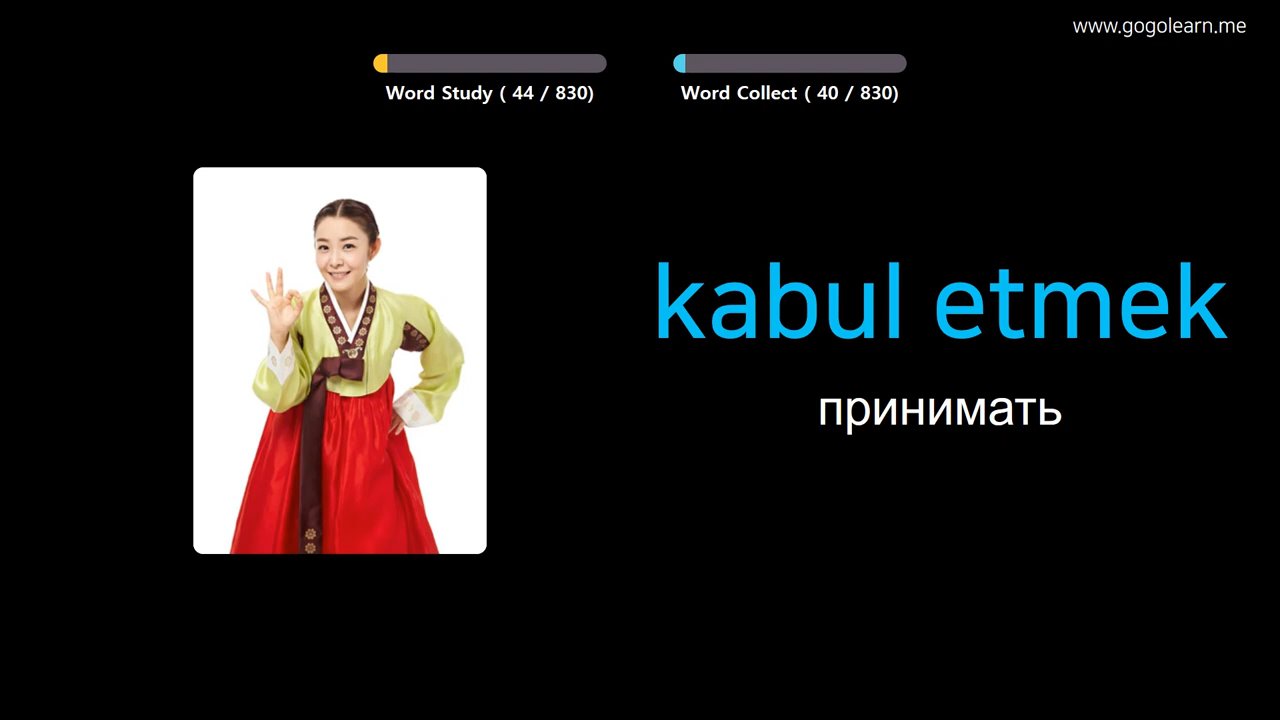 www.gogolearn.me
Word Study ( 44 / 830)
Word Collect ( 40 / 830)
kabul etmek
принимать